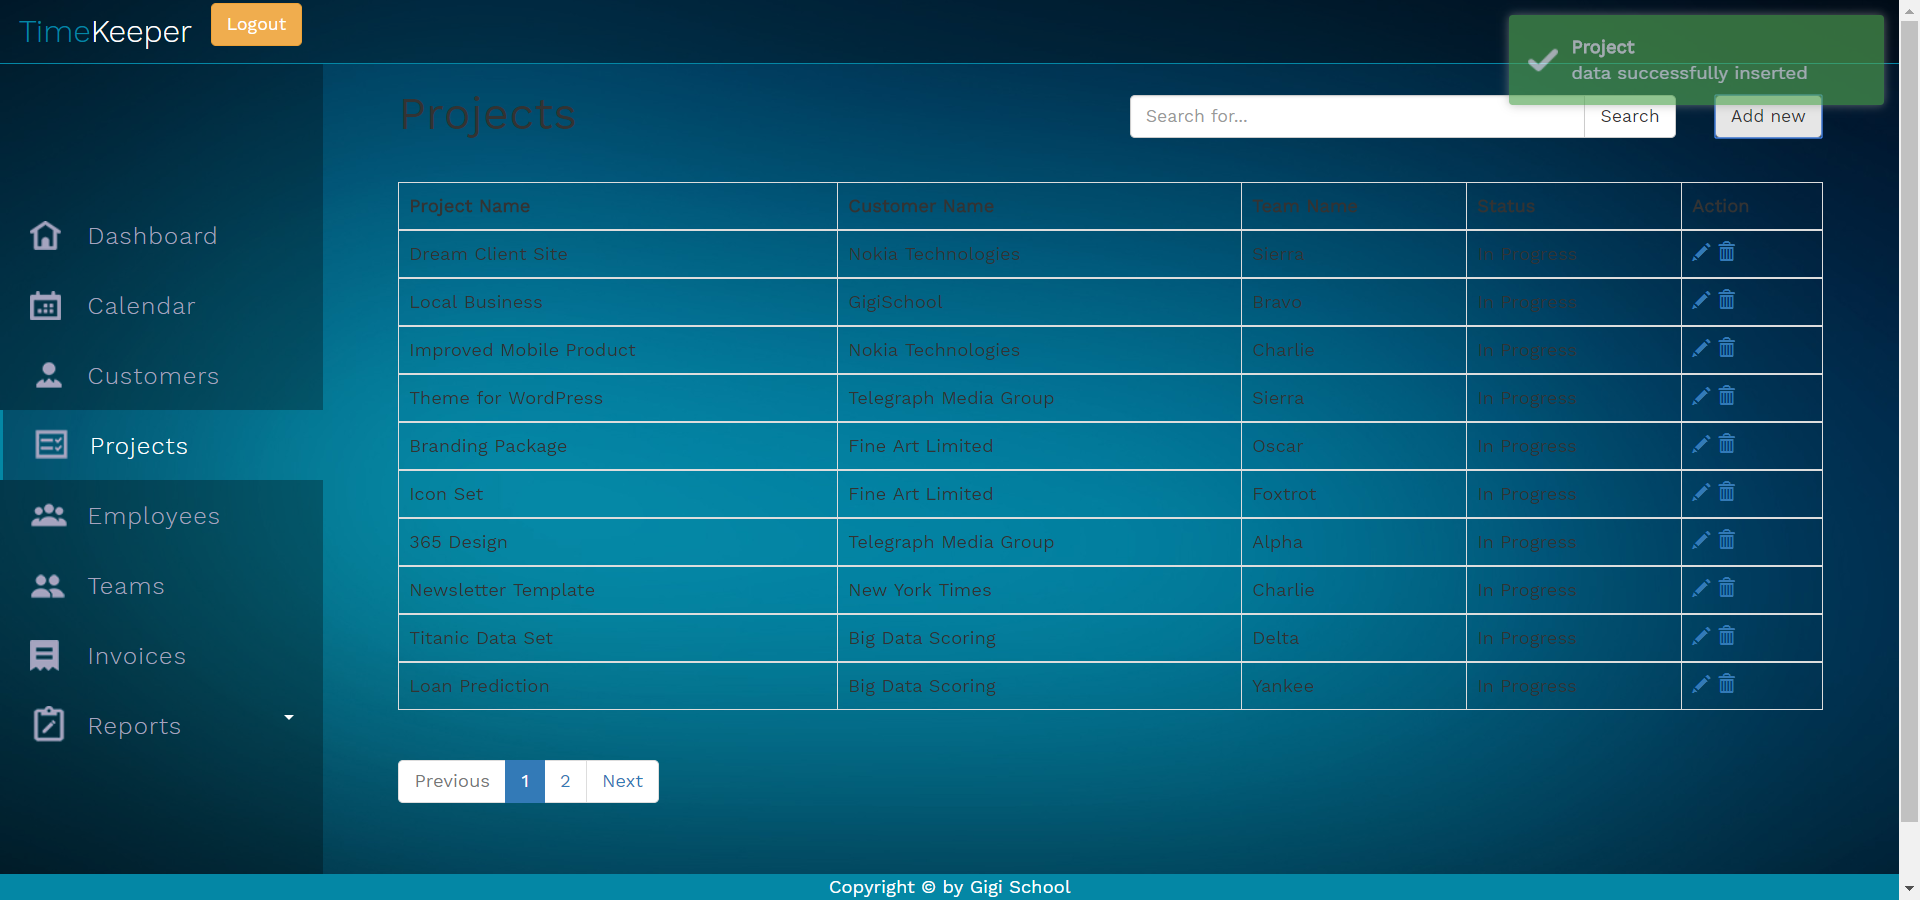 TimeKeeper
Logout
Project
data successfully inserted
Projects
Search for...
Search
Add new
Project Name Customer Name Team Name Status Action
Dream Client Site Nokia Technologies Sierra In Progress
Local Business GigiSchool Bravo In Progress
Improved Mobile Product Nokia Technologies Charlie In Progress
Theme for WordPress Telegraph Media Group Sierra In Progress
Branding Package Fine Art Limited Oscar In Progress
Icon Set Fine Art Limited Foxtrot In Progress
365 Design Telegraph Media Group Alpha In Progress
Newsletter Template New York Times Charlie In Progress
Titanic Data Set Big Data Scoring Delta In Progress
Loan Prediction Big Data Scoring Yankee In Progress
Dashboard
Calendar
Customers
Projects
Employees
Teams
Invoices
Reports
Previous 1 2 Next
Copyright © by Gigi School